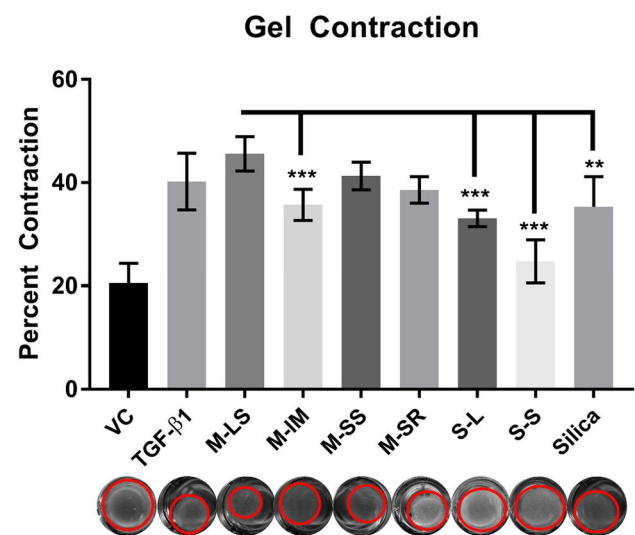 Gel Contraction
Percent Contraction
60
40
20
0
***
***
***
**
VC
TGF-β1
M-LS
M-IM
M-SS
M-SR
S-L
S-S
Silica